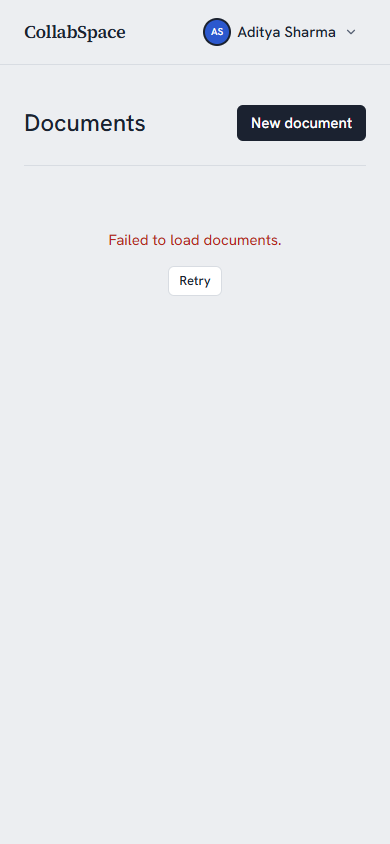 CollabSpace
AS Aditya Sharma
Documents
New document
Failed to load documents.
Retry